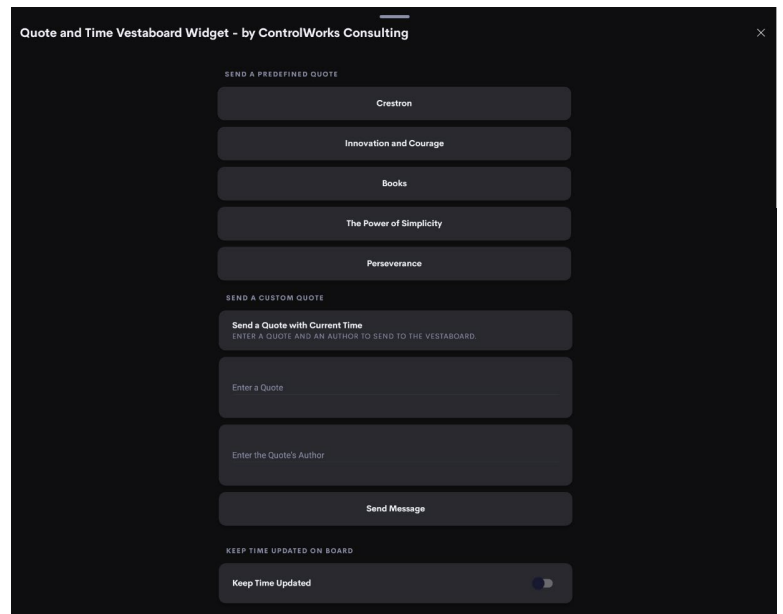 Quote and Time Vestaboard Widget - by ControlWorks Consulting
SEND A PREDEFINED QUOTE
Crestron
Innovation and Courage
Books
The Power of Simplicity
Perseverance
SEND A CUSTOM QUOTE
Send a Quote with Current Time
ENTER A QUOTE AND AN AUTHOR TO SEND TO THE VESTABOARD.
Enter a Quote
Enter the Quote's Author
Send Message
KEEP TIME UPDATED ON BOARD
Keep Time Updated